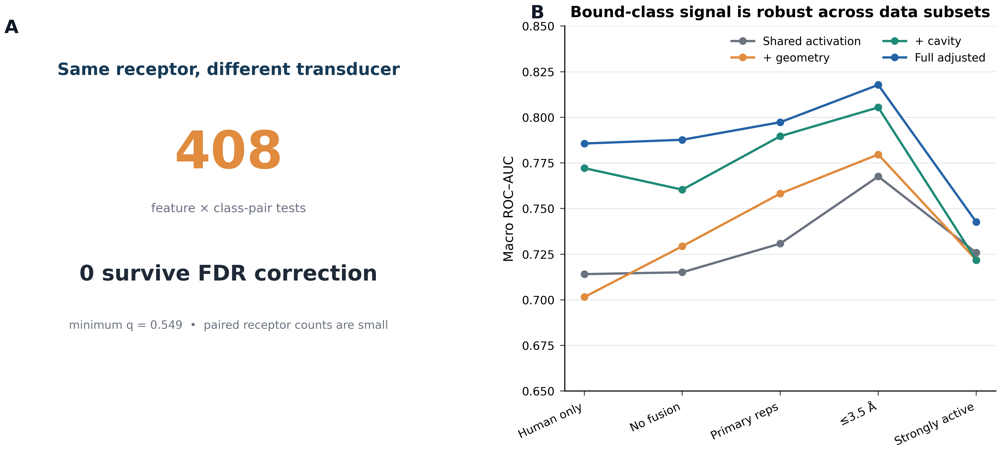 A
Same receptor, different transducer
408
feature × class-pair tests
0 survive FDR correction
minimum q = 0.549 • paired receptor counts are small
B
Bound-class signal is robust across data subsets
Shared activation
+ geometry
+ cavity
Full adjusted
Macro ROC–AUC
0.850
0.825
0.800
0.775
0.750
0.725
0.700
0.675
0.650
Human only
No fusion
Primary reps
≤3.5 Å
Strongly active